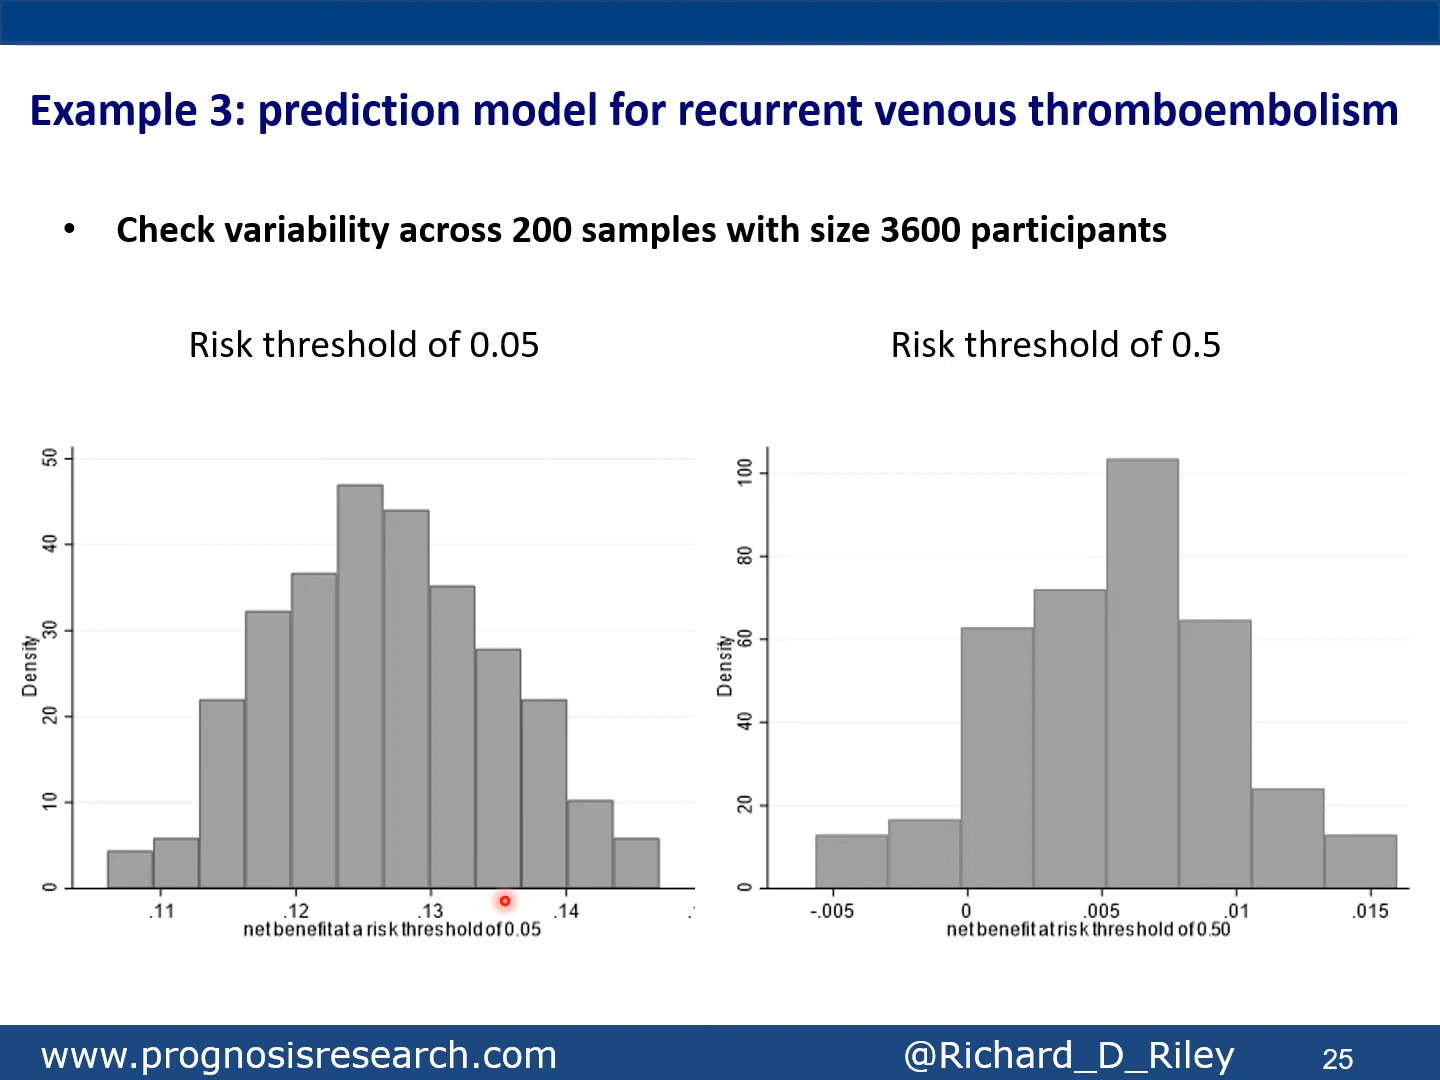 Example 3: prediction model for recurrent venous thromboembolism
• Check variability across 200 samples with size 3600 participants
Risk threshold of 0.05
Risk threshold of 0.5
Density
50
40
30
20
10
0
.11 .12 .13 .14
net benefit at a risk threshold of 0.05
Density
100
80
60
40
20
0
-.005 0 .005 .01 .015
net benefit at risk threshold of 0.50
www.prognosisresearch.com
@Richard_D_Riley
25